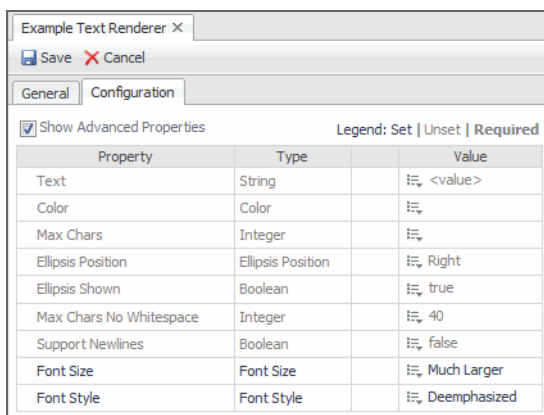 Example Text Renderer
Save Cancel
General Configuration
Show Advanced Properties Legend: Set | Unset | Required
Property Type Value
Text String <value>
Color Color
Max Chars Integer
Ellipsis Position Ellipsis Position Right
Ellipsis Shown Boolean true
Max Chars No Whitespace Integer 40
Support Newlines Boolean false
Font Size Font Size Much Larger
Font Style Font Style Deemphasized